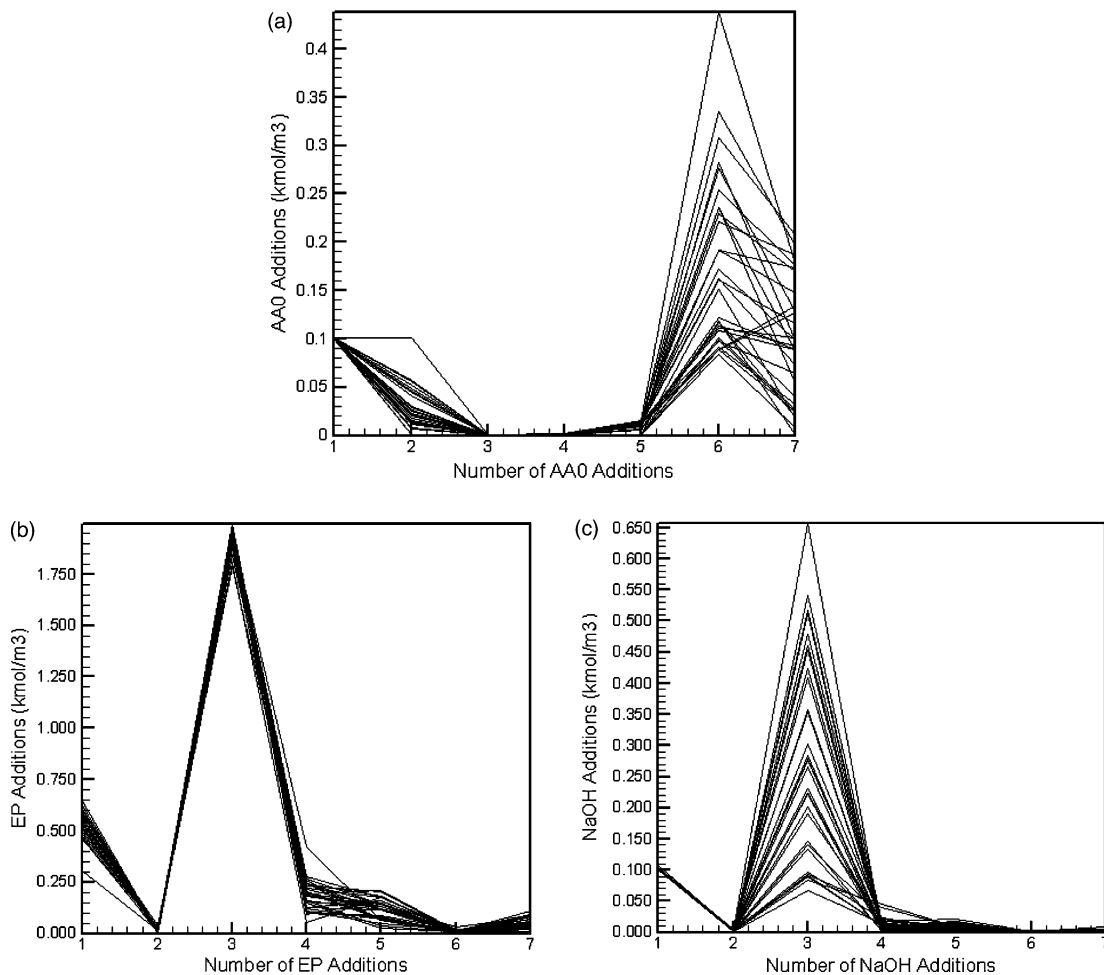 (a)
AA0 Additions (kmol/m3)
0.4
0.35
0.3
0.25
0.2
0.15
0.1
0.05
0
1 2 3 4 5 6 7
Number of AA0 Additions
(b)
EP Additions (kmol/m3)
1.750
1.500
1.250
1.000
0.750
0.500
0.250
0.000
1 2 3 4 5 6 7
Number of EP Additions
(c)
NaOH Additions (kmol/m3)
0.650
0.600
0.550
0.500
0.450
0.400
0.350
0.300
0.250
0.200
0.150
0.100
0.050
0.000
1 2 3 4 5 6 7
Number of NaOH Additions